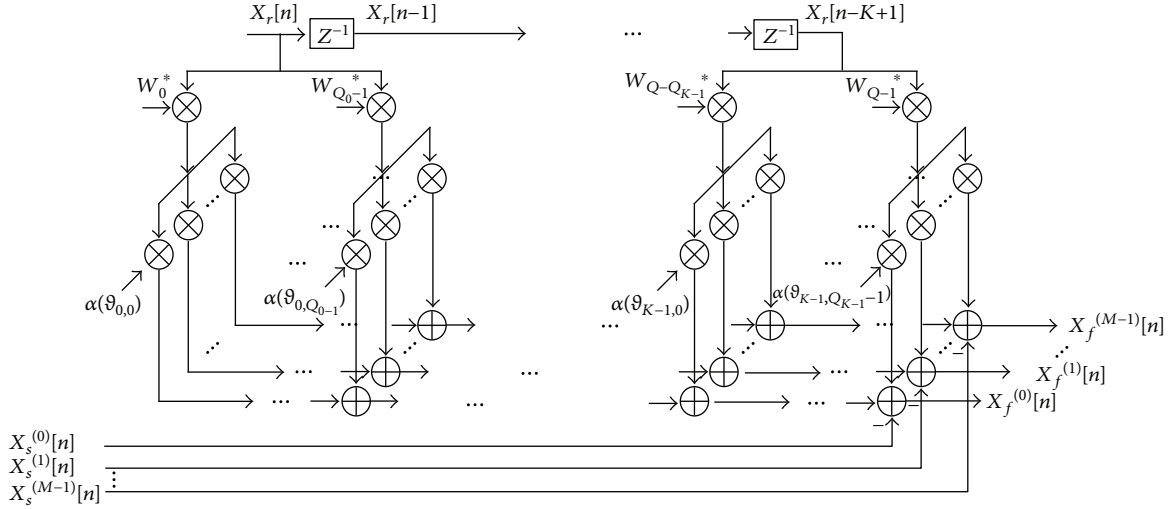 X_r[n] Z^{-1} X_r[n−1] ... Z^{-1} X_r[n−K+1]
W_0^* W_{Q_0−1}^* W_{Q−Q_{K−1}}^* W_{Q−1}^*
... ...
... ... ... ...
... ...
... ...
α(ϑ_{0,0}) α(ϑ_{0,Q_{0−1}}) α(ϑ_{K−1,0}) α(ϑ_{K−1,Q_{K−1}−1})
... ... ... − X_f^{(M−1)}[n]
... ... ... ... ...
... ... ... − X_f^{(1)}[n]
... ... ... − X_f^{(0)}[n]
X_s^{(0)}[n]
X_s^{(1)}[n]
⋮
X_s^{(M−1)}[n]